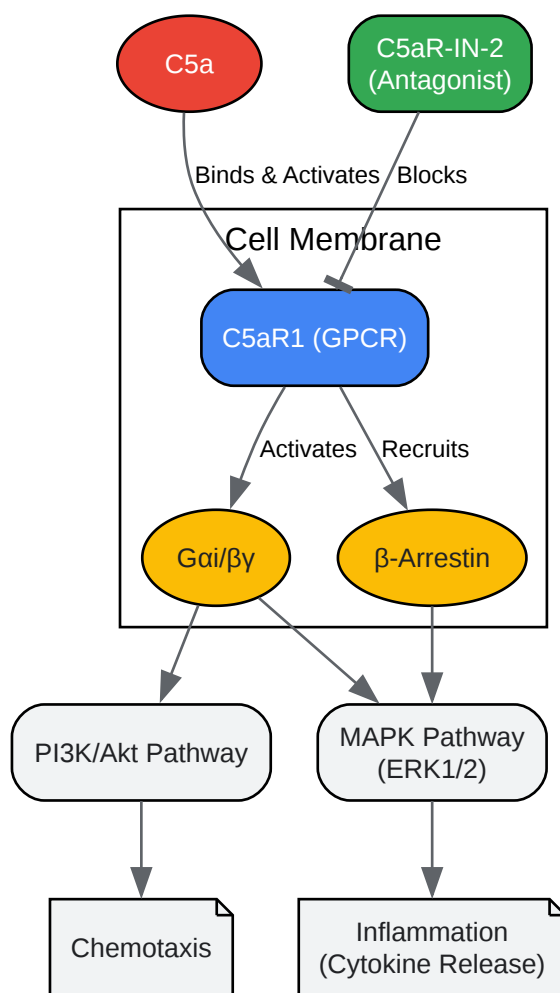 C5a
C5aR-IN-2
(Antagonist)
Binds & Activates
Blocks
Cell Membrane
C5aR1 (GPCR)
Activates
Recruits
Gαi/βγ
β-Arrestin
PI3K/Akt Pathway
MAPK Pathway
(ERK1/2)
Chemotaxis
Inflammation
(Cytokine Release)